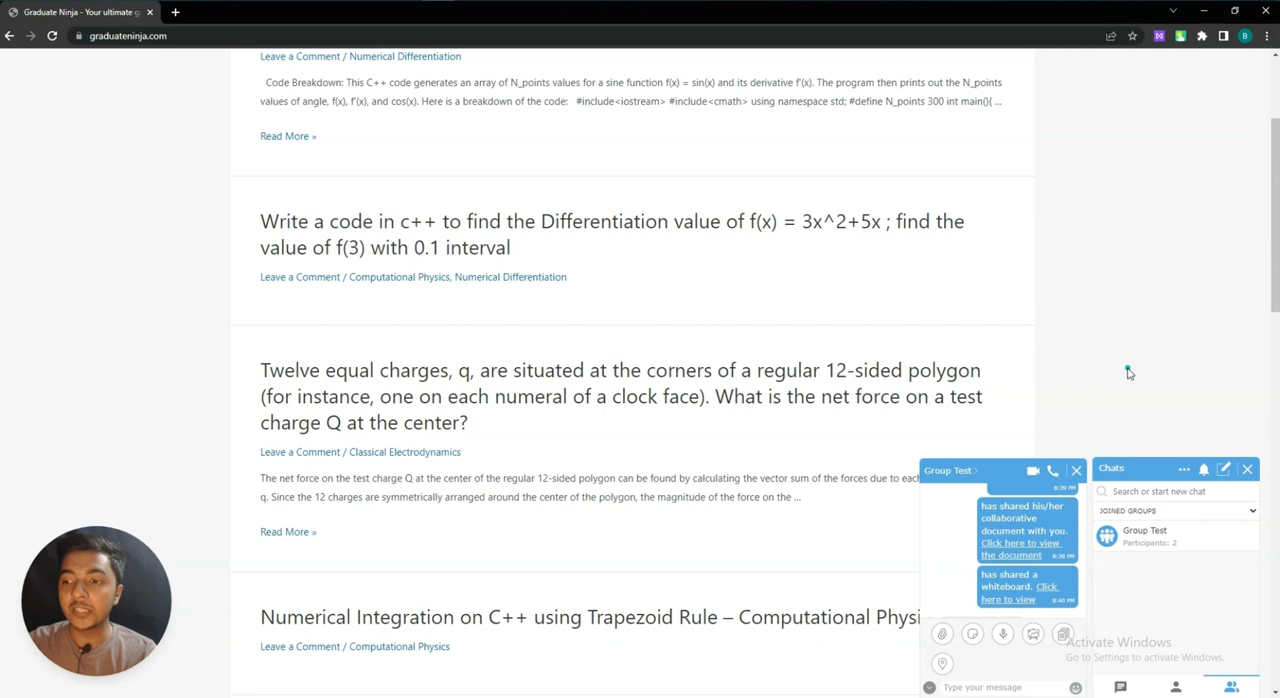 Graduate Ninja - Your ultimate g
graduateninja.com
B
Leave a Comment / Numerical Differentiation
Code Breakdown: This C++ code generates an array of N_points values for a sine function f(x) = sin(x) and its derivative f'(x). The program then prints out the N_points
values of angle, f(x), f'(x), and cos(x). Here is a breakdown of the code: #include<iostream> #include<cmath> using namespace std; #define N_points 300 int main(){ ...
Read More »
Write a code in c++ to find the Differentiation value of f(x) = 3x^2+5x ; find the
value of f(3) with 0.1 interval
Leave a Comment / Computational Physics, Numerical Differentiation
Twelve equal charges, q, are situated at the corners of a regular 12-sided polygon
(for instance, one on each numeral of a clock face). What is the net force on a test
charge Q at the center?
Leave a Comment / Classical Electrodynamics
The net force on the test charge Q at the center of the regular 12-sided polygon can be found by calculating the vector sum of the forces due to eac
q. Since the 12 charges are symmetrically arranged around the center of the polygon, the magnitude of the force on the ...
Read More »
Numerical Integration on C++ using Trapezoid Rule – Computational Physi
Leave a Comment / Computational Physics
Group Test
8:39 PM
has shared his/her
collaborative
document with you.
Click here to view
the document 8:39 PM
has shared a
whiteboard. Click
here to view 8:40 PM
Type your message
Chats
Search or start new chat
JOINED GROUPS
Group Test
Participants: 2
Activate Windows
Go to Settings to activate Windows.